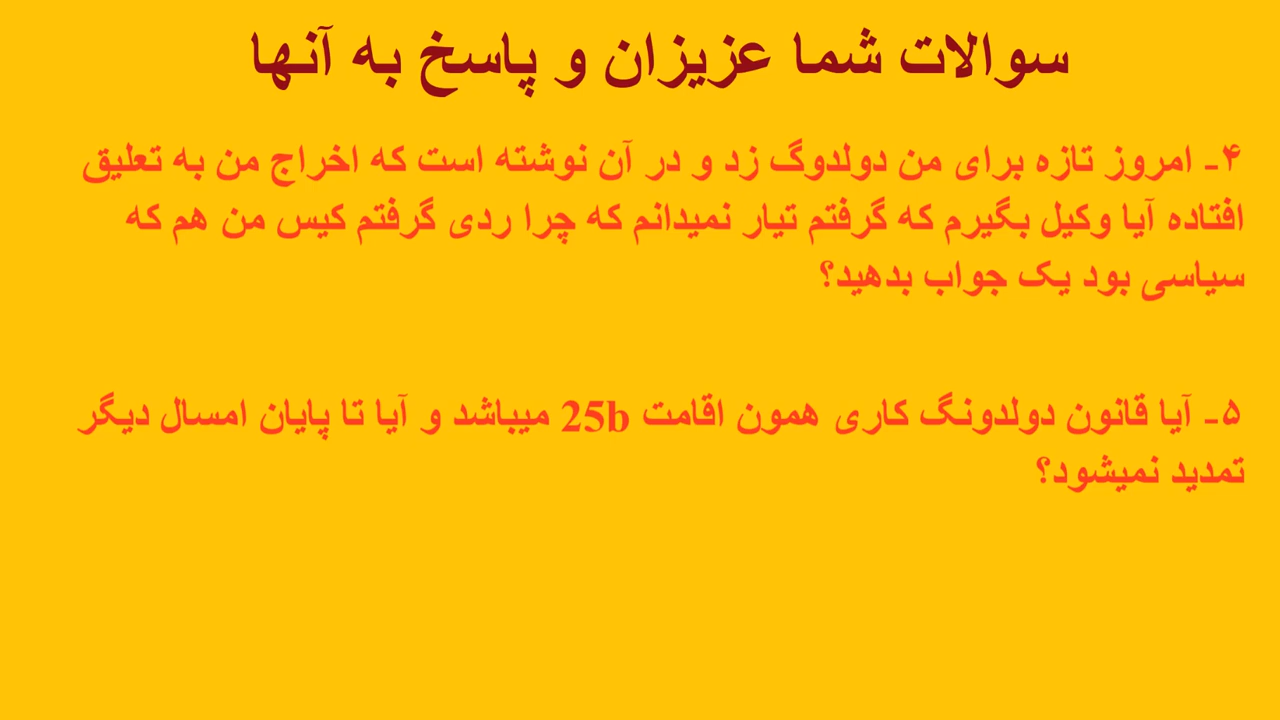 سوالات شما عزیزان و پاسخ به آنها
۴- امروز تازه برای من دولدوگ زد و در آن نوشته است که اخراج من به تعلیق
افتاده آیا وکیل بگیرم که گرفتم تیار نمیدانم که چرا ردی گرفتم کیس من هم که
سیاسی بود یک جواب بدهید؟
۵- آیا قانون دولدونگ کاری همون اقامت 25b میباشد و آیا تا پایان امسال دیگر
تمدید نمیشود؟